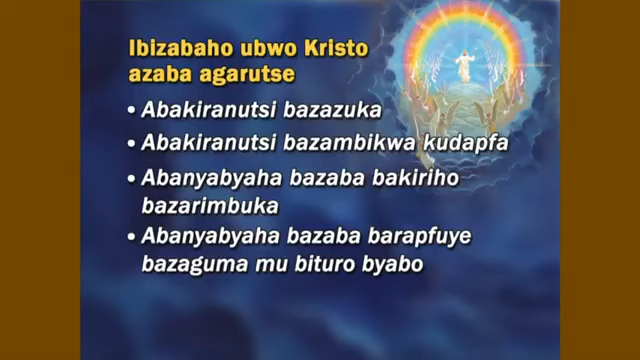 Ibizabaho ubwo Kristo
azaba agarutse
• Abakiranutsi bazazuka
• Abakiranutsi bazambikwa kudapfa
• Abanyabyaha bazaba bakiriho
bazarimbuka
• Abanyabyaha bazaba barapfuye
bazaguma mu bituro byabo